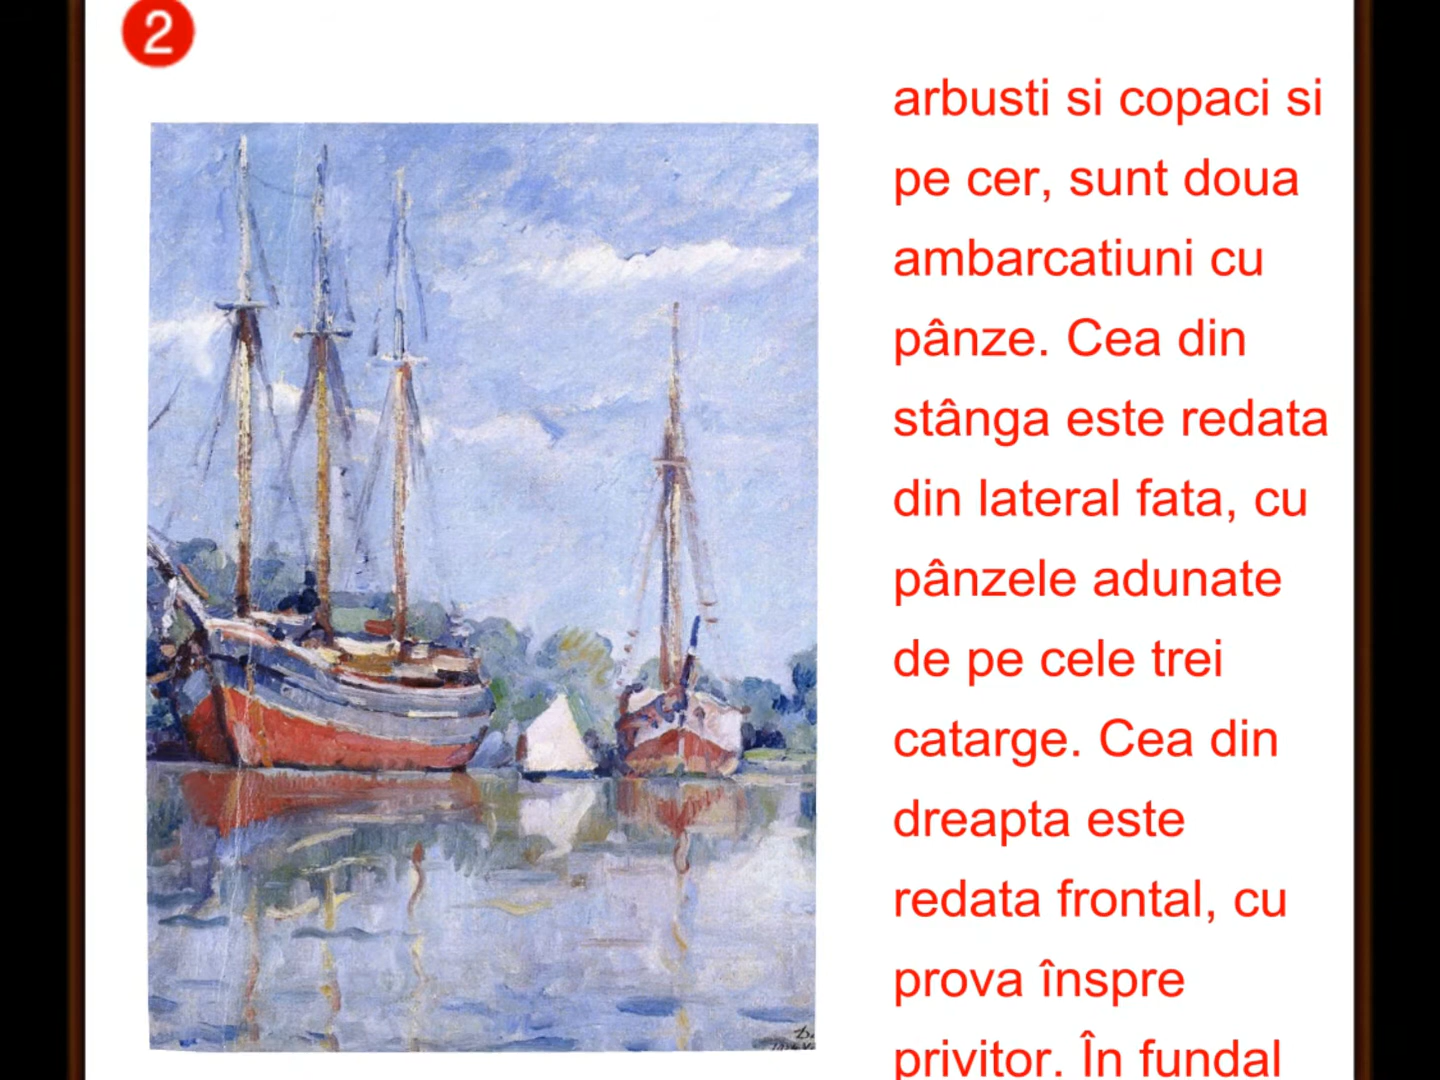 2
arbusti si copaci si
pe cer, sunt doua
ambarcatiuni cu
pânze. Cea din
stânga este redata
din lateral fata, cu
pânzele adunate
de pe cele trei
catarge. Cea din
dreapta este
redata frontal, cu
prova înspre
privitor. În fundal